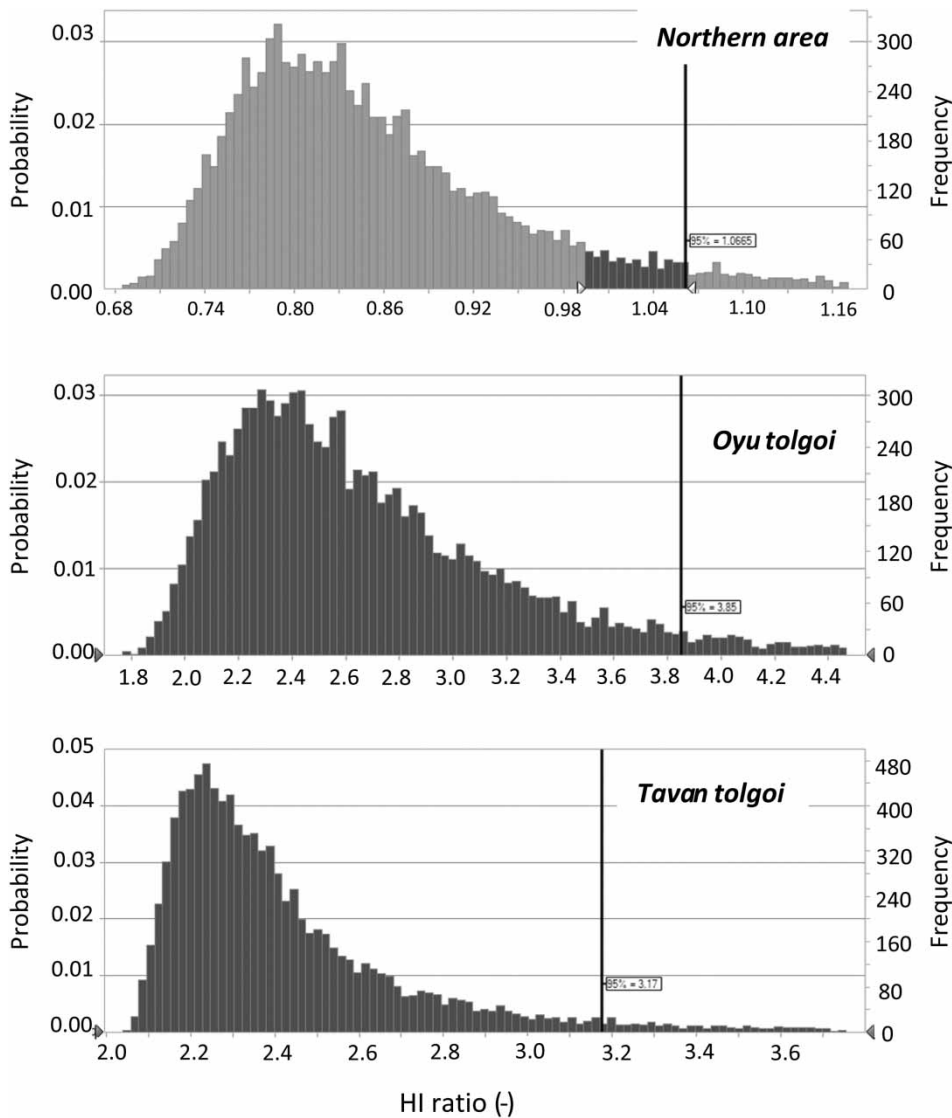 Northern area
Probability
Frequency
0.03
0.02
0.01
0.00
300
240
180
120
60
0
95% = 1.0665
0.68 0.74 0.80 0.86 0.92 0.98 1.04 1.10 1.16
Oyu tolgoi
Probability
Frequency
0.03
0.02
0.01
0.00
300
240
180
120
60
0
95% = 3.85
1.8 2.0 2.2 2.4 2.6 2.8 3.0 3.2 3.4 3.6 3.8 4.0 4.2 4.4
Tavan tolgoi
Probability
Frequency
0.05
0.04
0.03
0.02
0.01
0.00
480
400
320
240
160
80
0
95% = 3.17
2.0 2.2 2.4 2.6 2.8 3.0 3.2 3.4 3.6
HI ratio (-)